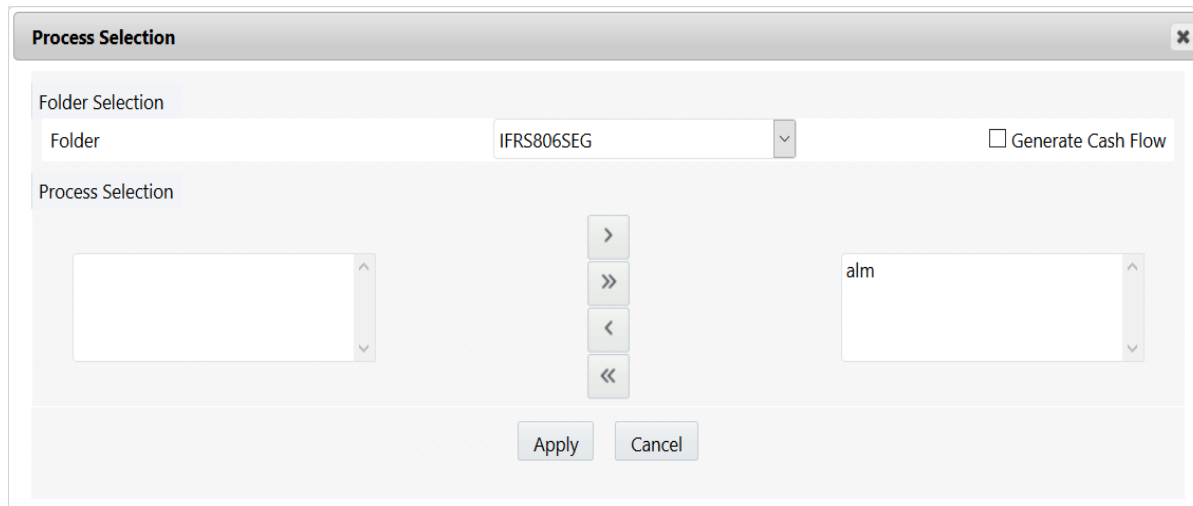 Process Selection
Folder Selection
Folder IFRS806SEG Generate Cash Flow
Process Selection
alm
Apply Cancel